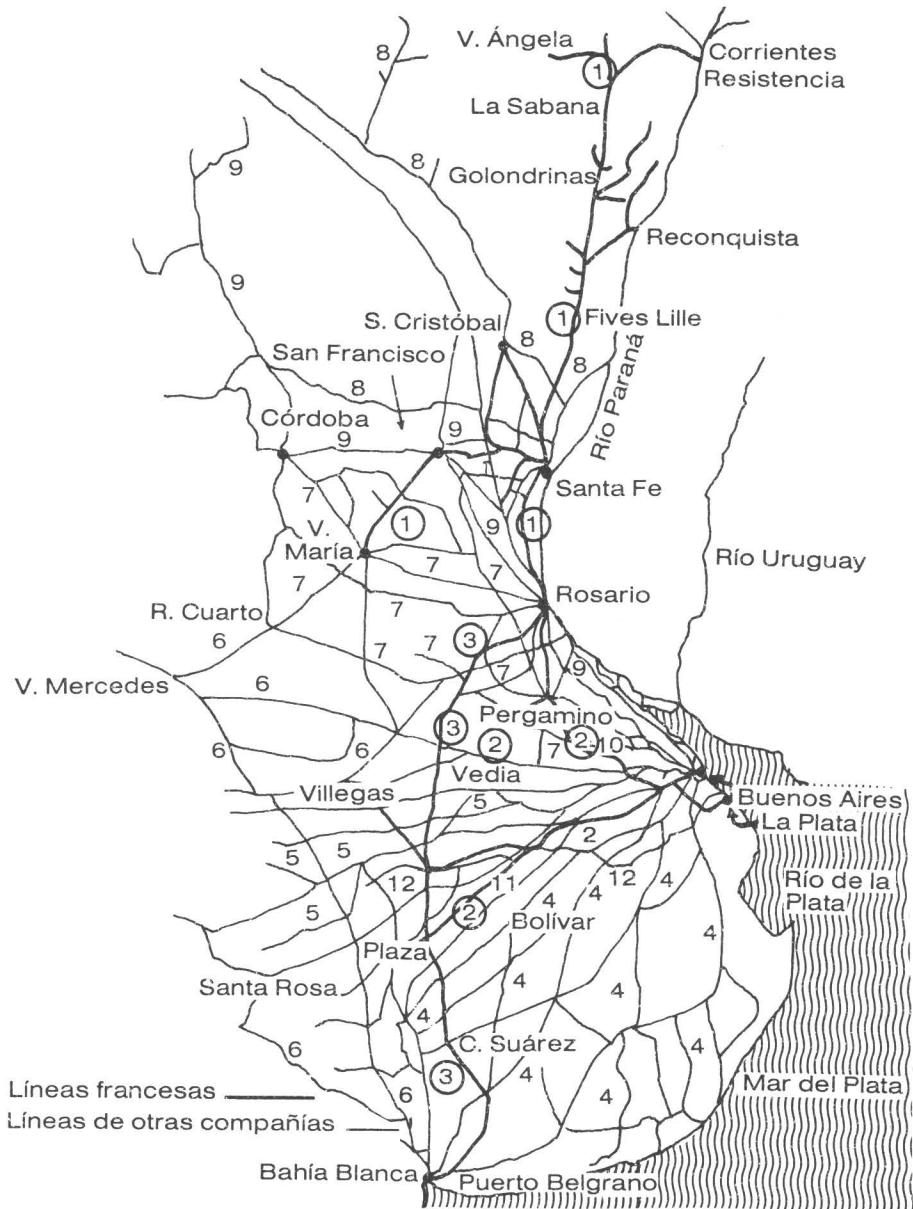 V. Ángela
Corrientes
Resistencia
8
1
La Sabana
9
8
Golondrinas
Reconquista
9
1
Fives Lille
S. Cristóbal
8
San Francisco
8
8
Río Paraná
Córdoba
9
9
Santa Fe
7
1
9
1
V.
María
7
7
Río Uruguay
7
7
Rosario
R. Cuarto
6
3
7
7
7
9
V. Mercedes
6
Pergamino
3
2
2
10
7
6
6
Vedia
Villegas
Buenos Aires
La Plata
5
2
5
5
12
11
12
4
4
Río de la
Plata
5
2
4
Bolívar
4
Plaza
Santa Rosa
4
4
4
6
C. Suárez
4
3
4
4
Mar del Plata
Líneas francesas
6
Líneas de otras compañías
Bahía Blanca
Puerto Belgrano